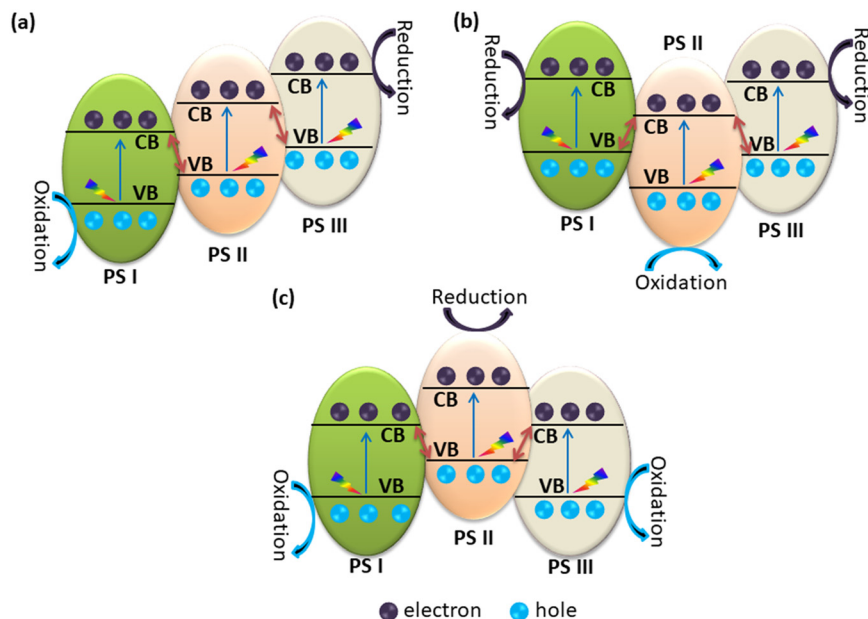 (a)
CB
VB
PS I
Oxidation
CB
VB
PS II
CB
VB
PS III
Reduction
(b)
Reduction
CB
VB
PS I
PS II
CB
VB
Oxidation
CB
VB
PS III
Reduction
(c)
Reduction
CB
VB
PS I
Oxidation
CB
VB
PS II
CB
VB
PS III
Oxidation
electron
hole